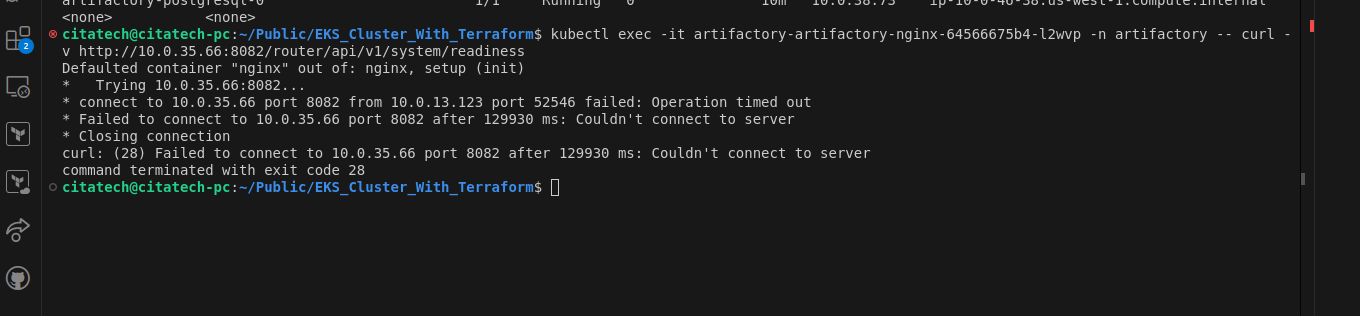 artifactory-postgresql-0 1/1 Running 0 10m 10.0.38.73 ip-10-0-46-38.us-west-1.compute.internal
<none> <none>
citatech@citatech-pc:~/Public/EKS_Cluster_With_Terraform$ kubectl exec -it artifactory-artifactory-nginx-64566675b4-l2wvp -n artifactory -- curl -
v http://10.0.35.66:8082/router/api/v1/system/readiness
Defaulted container "nginx" out of: nginx, setup (init)
*   Trying 10.0.35.66:8082...
* connect to 10.0.35.66 port 8082 from 10.0.13.123 port 52546 failed: Operation timed out
* Failed to connect to 10.0.35.66 port 8082 after 129930 ms: Couldn't connect to server
* Closing connection
curl: (28) Failed to connect to 10.0.35.66 port 8082 after 129930 ms: Couldn't connect to server
command terminated with exit code 28
citatech@citatech-pc:~/Public/EKS_Cluster_With_Terraform$
2